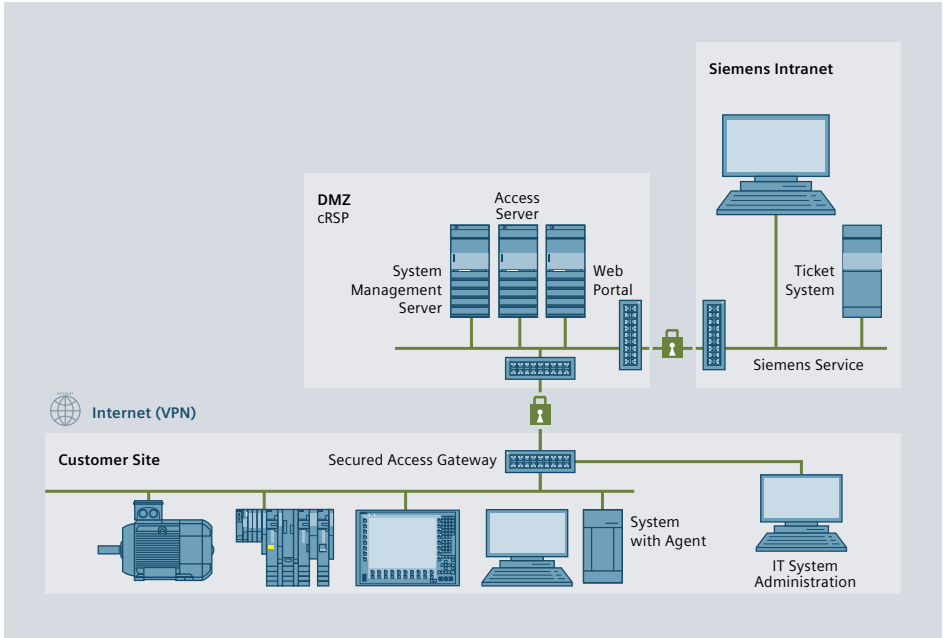 Siemens Intranet
DMZ
cRSP
Access
Server
System
Management
Server
Web
Portal
Ticket
System
Siemens Service
Internet (VPN)
Customer Site
Secured Access Gateway
System
with Agent
IT System
Administration